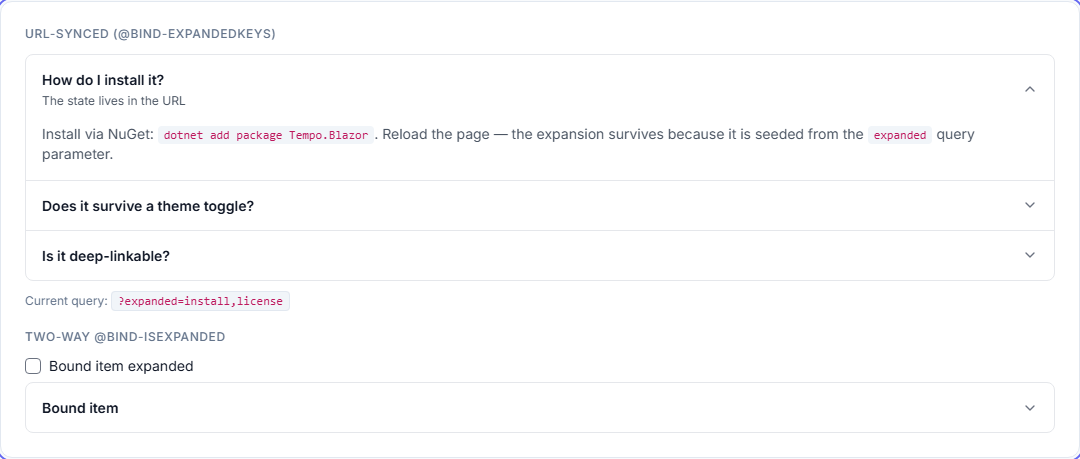 URL-SYNCED (@BIND-EXPANDEDKEYS)
How do I install it?
The state lives in the URL
Install via NuGet: dotnet add package Tempo.Blazor. Reload the page — the expansion survives because it is seeded from the expanded query
parameter.
Does it survive a theme toggle?
Is it deep-linkable?
Current query: ?expanded=install,license
TWO-WAY @BIND-ISEXPANDED
Bound item expanded
Bound item